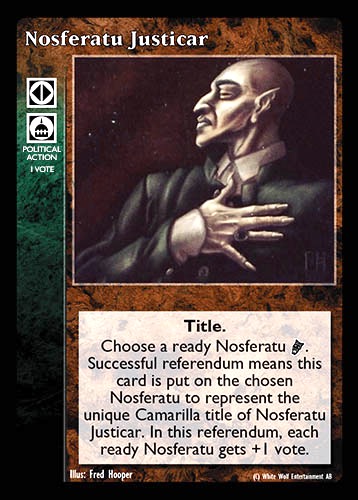 Nosferatu Justicar
POLITICAL
ACTION
1 VOTE
FH
Title.
Choose a ready Nosferatu .
Successful referendum means this
card is put on the chosen
Nosferatu to represent the
unique Camarilla title of Nosferatu
Justicar. In this referendum, each
ready Nosferatu gets +1 vote.
Illus: Fred Hooper
(C) White Wolf Entertainment AB